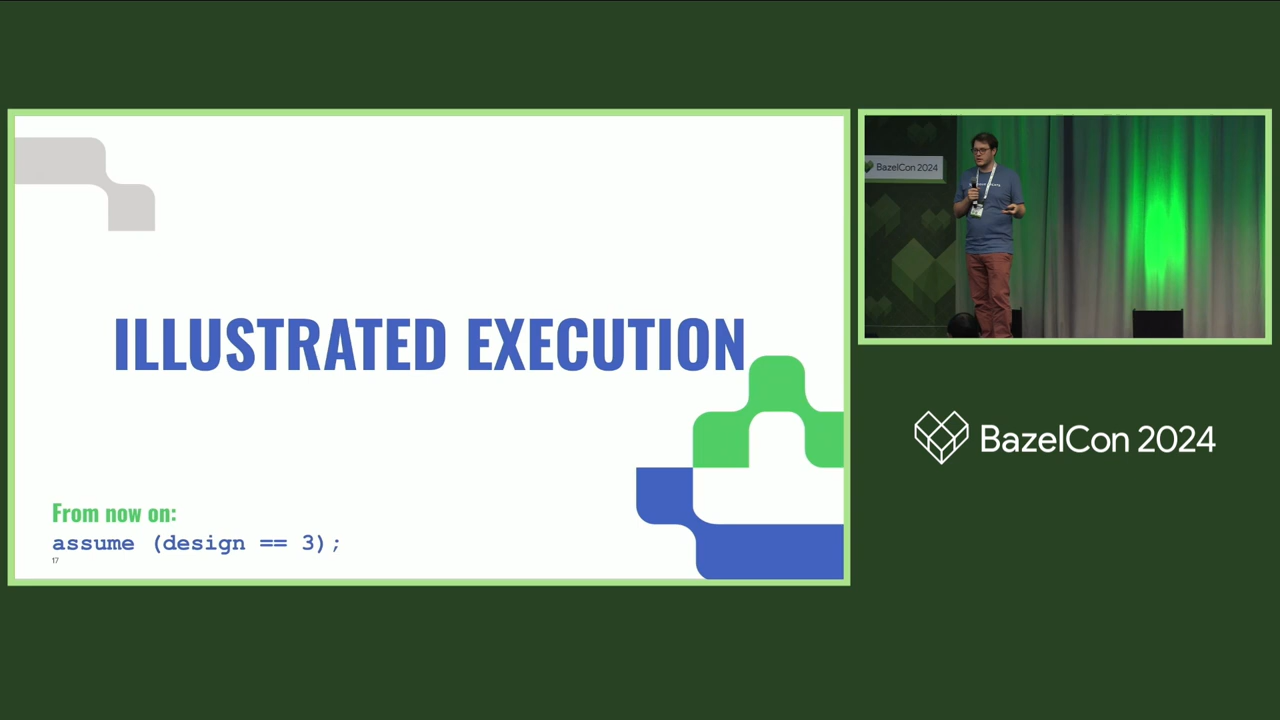 ILLUSTRATED EXECUTION
From now on:
assume (design == 3);
17
BazelCon 2024
BazelCon 2024